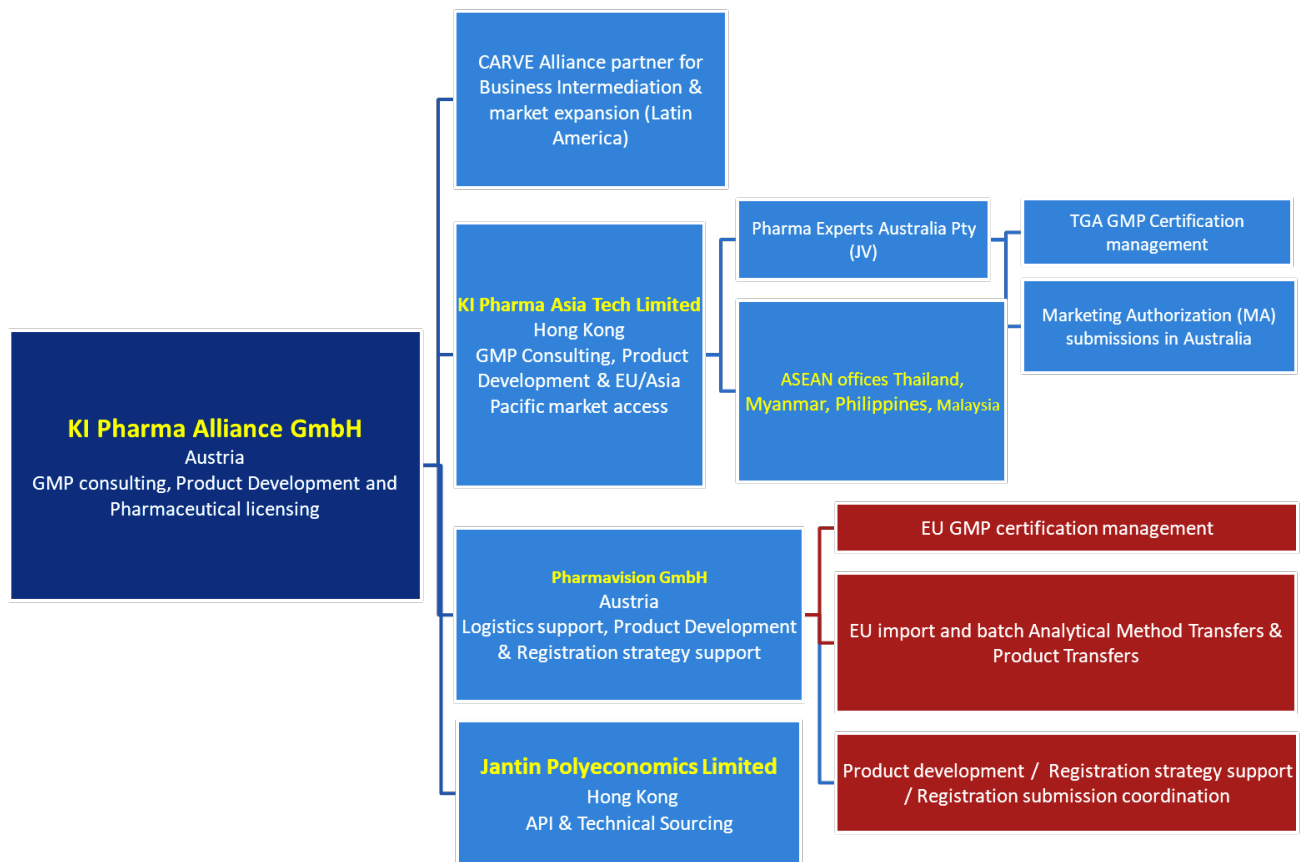 CARVE Alliance partner for
Business Intermediation &
market expansion (Latin
America)
KI Pharma Alliance GmbH
Austria
GMP consulting, Product Development and
Pharmaceutical licensing
KI Pharma Asia Tech Limited
Hong Kong
GMP Consulting, Product
Development & EU/Asia
Pacific market access
Pharma Experts Australia Pty
(JV)
TGA GMP Certification
management
Marketing Authorization (MA)
submissions in Australia
ASEAN offices Thailand,
Myanmar, Philippines, Malaysia
Pharmavision GmbH
Austria
Logistics support, Product Development
& Registration strategy support
EU GMP certification management
EU import and batch Analytical Method Transfers &
Product Transfers
Product development /  Registration strategy support
/ Registration submission coordination
Jantin Polyeconomics Limited
Hong Kong
API & Technical Sourcing